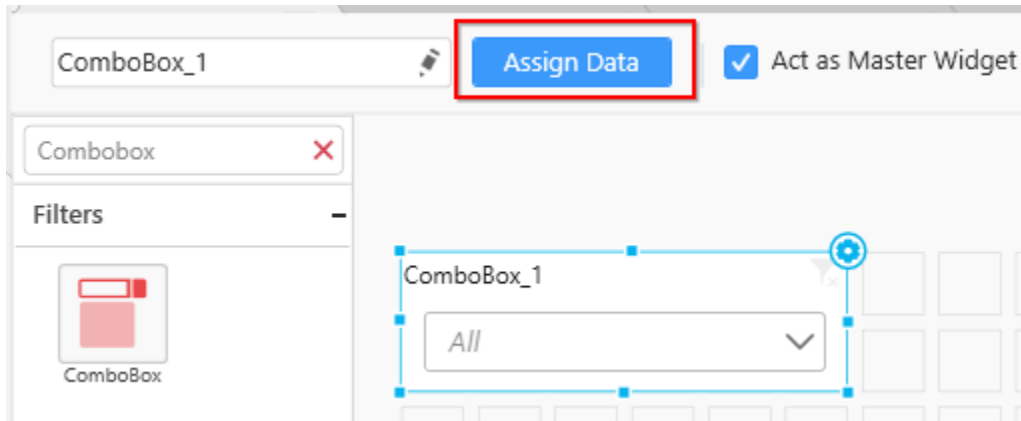 ComboBox_1
Assign Data
Act as Master Widget
Combobox
Filters
ComboBox
ComboBox_1
All